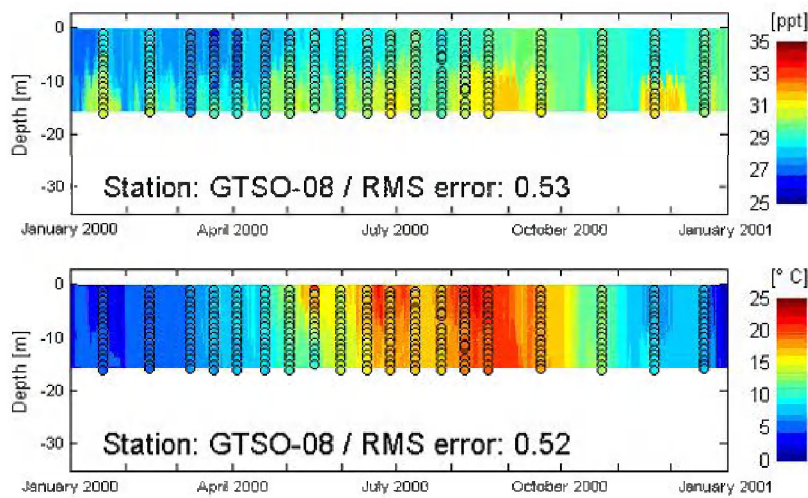 [ppt]
0
-10
-20
-30
Depth [m]
Station: GTSO-08 / RMS error: 0.53
35
33
31
29
27
25
January 2000 April 2000 July 2000 October 2000 January 2001
[° C]
0
-10
-20
-30
Depth [m]
Station: GTSO-08 / RMS error: 0.52
25
20
15
10
5
0
January 2000 April 2000 July 2000 October 2000 January 2001